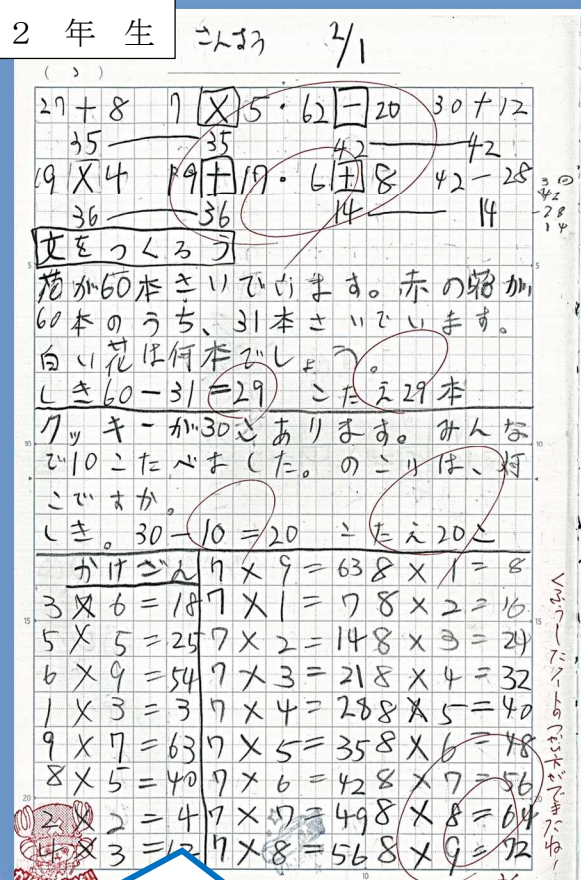 2 年 生
さんすう 2/1
27+8 7×5・62−20 30+12
35 35 42 42
9×4 19+17・6+8 42−28
36 36 14 14
文をつくろう
花が60本さいでいます。赤の花が
60本のうち、31本さいでいます。
白い花は何本でしょう。
しき60−31=29 こたえ29本
クッキーが30こあります。みんな
で10こたべました。のこりは、何
こですか。
しき。30−10=20 こたえ20こ
かけざん 7×9=63 8×1=8
3×6=18 7×1=7 8×2=16
5×5=25 7×2=14 8×3=24
6×9=54 7×3=21 8×4=32
1×3=3 7×4=28 8×5=40
9×7=63 7×5=35 8×6=48
8×5=40 7×6=42 8×7=56
2×2=4 7×7=49 8×8=64
4×3=12 7×8=56 8×9=72
くふうしたノートのつかい方ができたね!